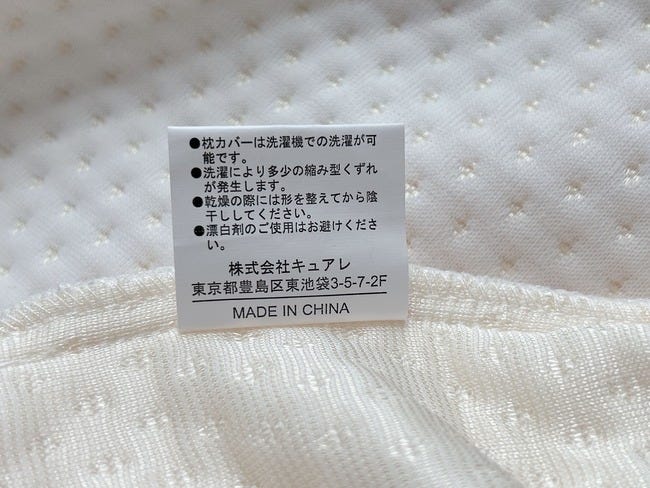 ●枕カバーは洗濯機での洗濯が可
能です。
●洗濯により多少の縮み型くずれ
が発生します。
●乾燥の際には形を整えてから陰
干ししてください。
●漂白剤のご使用はお避けくださ
い。
株式会社キュアレ
東京都豊島区東池袋3-5-7-2F
MADE IN CHINA